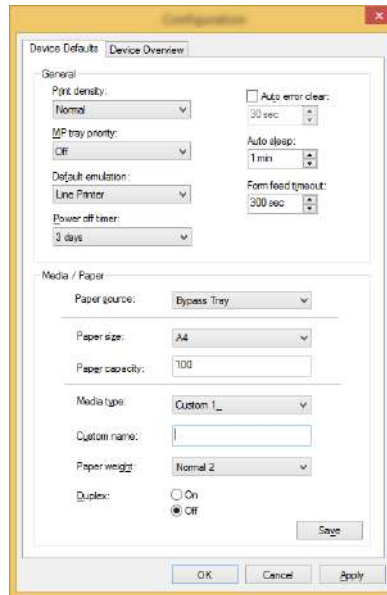 Configuration
Device Defaults Device Overview
General
Print density:
Normal
MP tray priority:
Off
Default emulation:
Line Printer
Power off timer:
3 days
Auto error clear:
30 sec
Auto sleep:
1 min
Form feed timeout:
300 sec
Media / Paper
Paper source: Bypass Tray
Paper size: A4
Paper capacity: 100
Media type: Custom 1_
Custom name:
Paper weight: Normal 2
Duplex: On
Off
Save
OK Cancel Apply